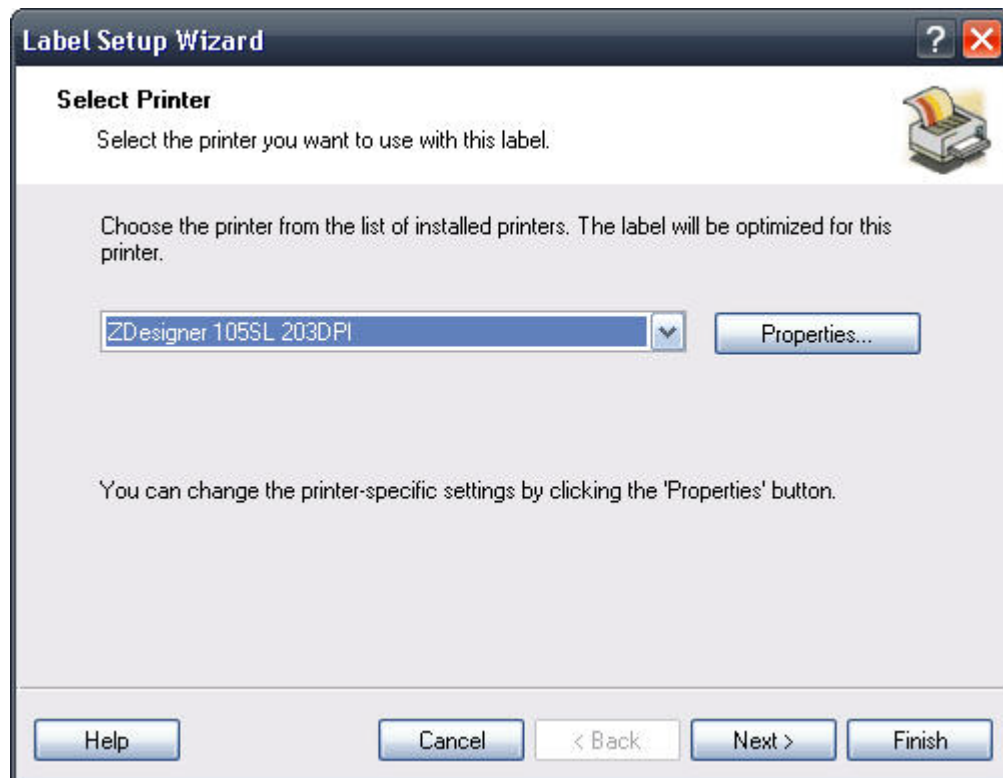 Label Setup Wizard
?
Select Printer
Select the printer you want to use with this label.
Choose the printer from the list of installed printers. The label will be optimized for this
printer.
ZDesigner 105SL 203DPI
Properties...
You can change the printer-specific settings by clicking the 'Properties' button.
Help
Cancel
< Back
Next >
Finish